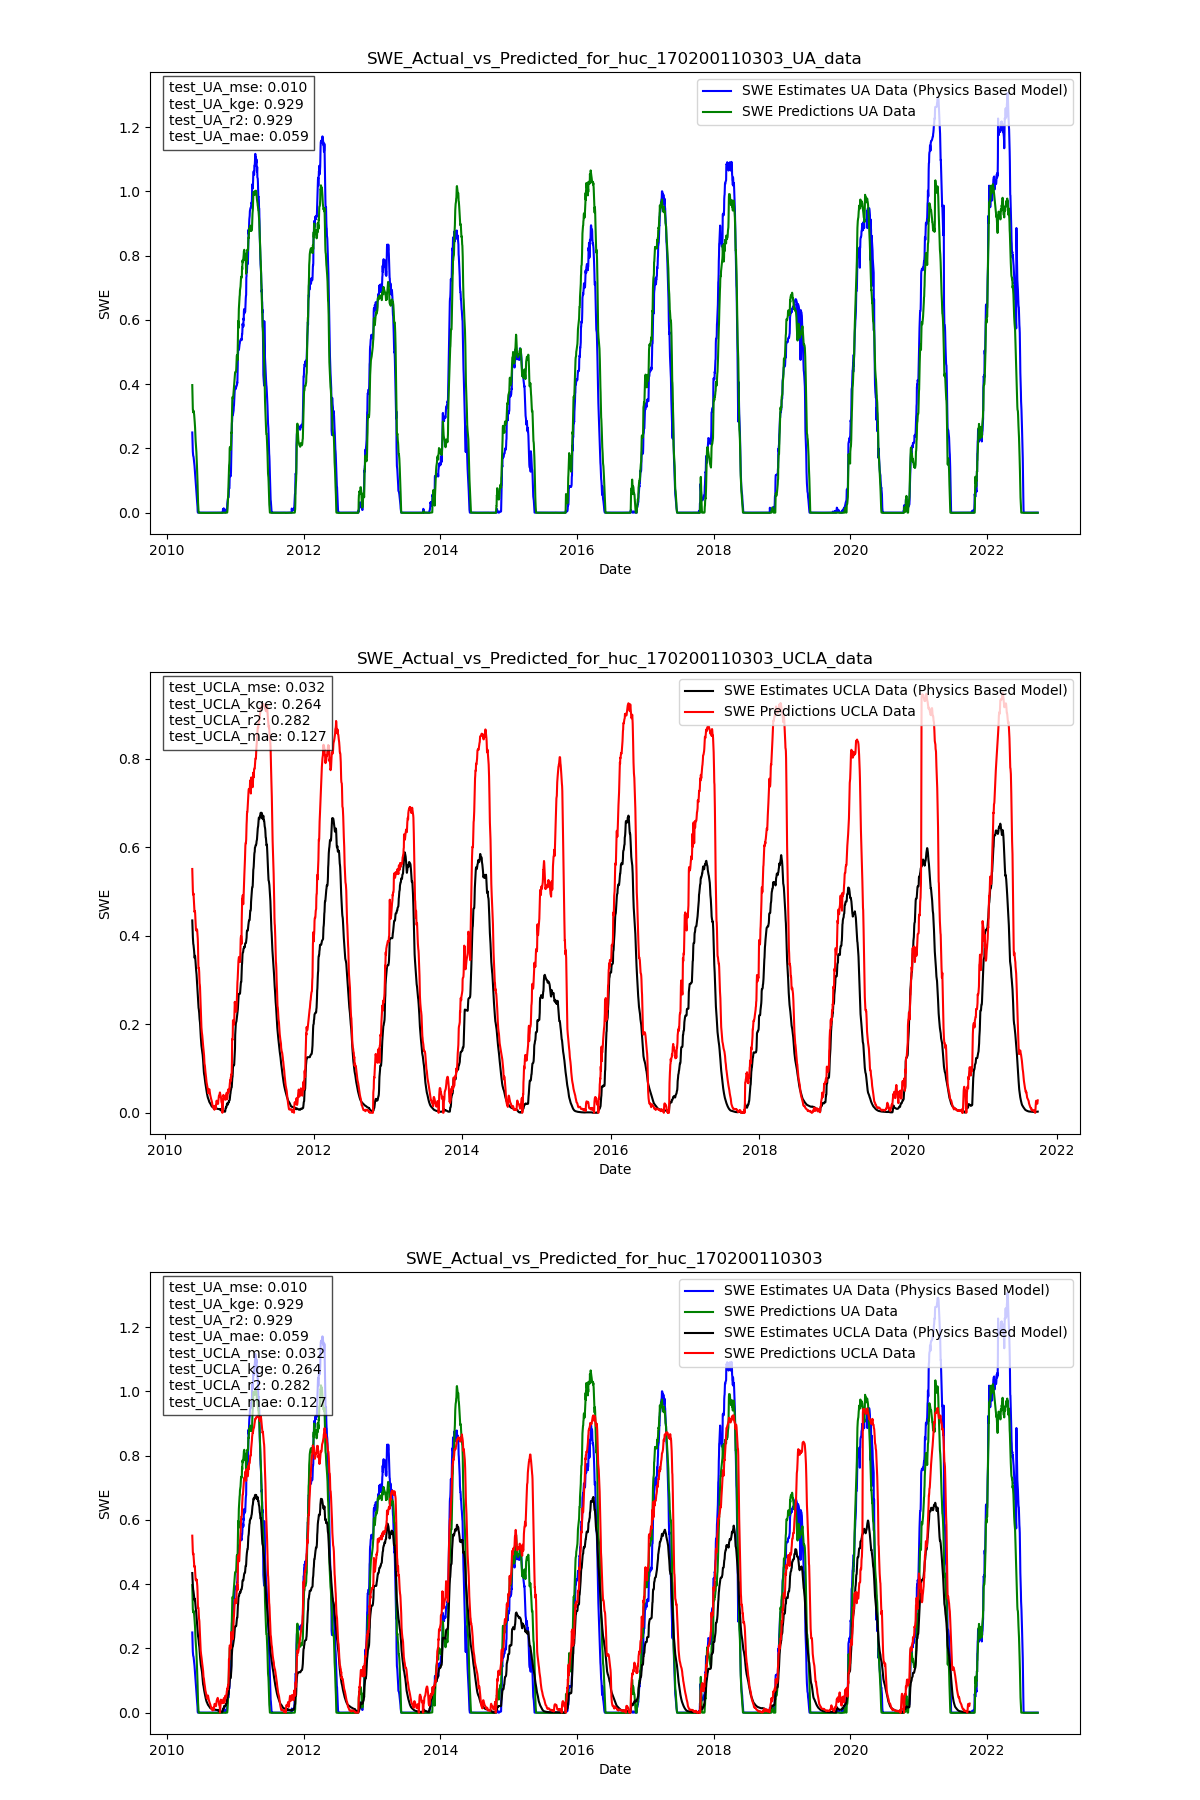 SWE_Actual_vs_Predicted_for_huc_170200110303_UA_data
test_UA_mse: 0.010
test_UA_kge: 0.929
test_UA_r2: 0.929
test_UA_mae: 0.059
SWE Estimates UA Data (Physics Based Model)
SWE Predictions UA Data
1.2
1.0
0.8
0.6
0.4
0.2
0.0
SWE
2010 2012 2014 2016 2018 2020 2022
Date
SWE_Actual_vs_Predicted_for_huc_170200110303_UCLA_data
test_UCLA_mse: 0.032
test_UCLA_kge: 0.264
test_UCLA_r2: 0.282
test_UCLA_mae: 0.127
SWE Estimates UCLA Data (Physics Based Model)
SWE Predictions UCLA Data
0.8
0.6
0.4
0.2
0.0
SWE
2010 2012 2014 2016 2018 2020 2022
Date
SWE_Actual_vs_Predicted_for_huc_170200110303
test_UA_mse: 0.010
test_UA_kge: 0.929
test_UA_r2: 0.929
test_UA_mae: 0.059
test_UCLA_mse: 0.032
test_UCLA_kge: 0.264
test_UCLA_r2: 0.282
test_UCLA_mae: 0.127
SWE Estimates UA Data (Physics Based Model)
SWE Predictions UA Data
SWE Estimates UCLA Data (Physics Based Model)
SWE Predictions UCLA Data
1.2
1.0
0.8
0.6
0.4
0.2
0.0
SWE
2010 2012 2014 2016 2018 2020 2022
Date